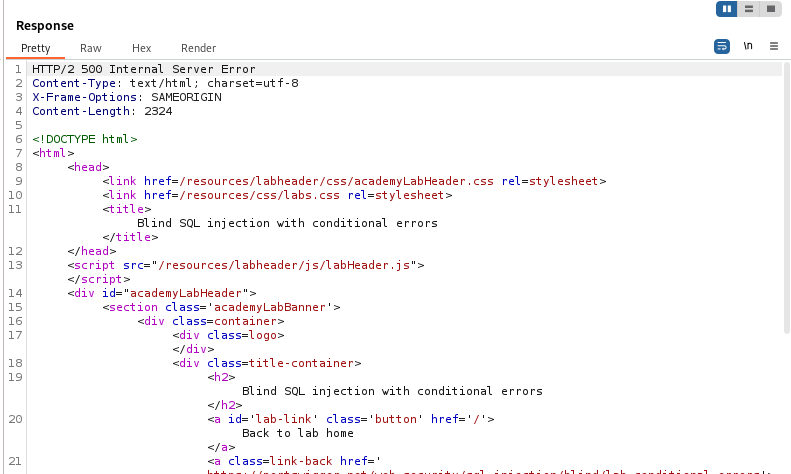 Response
Pretty Raw Hex Render \n
1 HTTP/2 500 Internal Server Error
2 Content-Type: text/html; charset=utf-8
3 X-Frame-Options: SAMEORIGIN
4 Content-Length: 2324
5
6 <!DOCTYPE html>
7 <html>
8 <head>
9 <link href=/resources/labheader/css/academyLabHeader.css rel=stylesheet>
10 <link href=/resources/css/labs.css rel=stylesheet>
11 <title>
Blind SQL injection with conditional errors
</title>
12 </head>
13 <script src="/resources/labheader/js/labHeader.js">
</script>
14 <div id="academyLabHeader">
15 <section class='academyLabBanner'>
16 <div class=container>
17 <div class=logo>
</div>
18 <div class=title-container>
19 <h2>
Blind SQL injection with conditional errors
</h2>
20 <a id='lab-link' class='button' href='/'>
Back to lab home
</a>
21 <a class=link-back href='